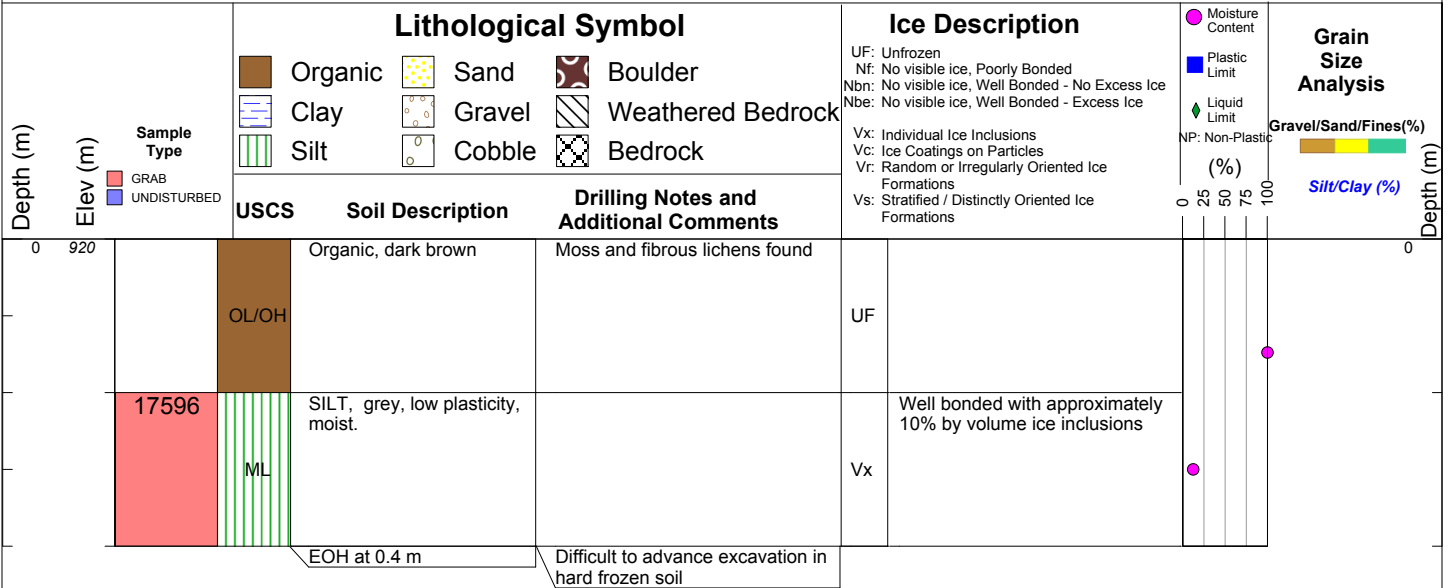 Lithological Symbol
Organic
Sand
Boulder
Clay
Gravel
Weathered Bedrock
Silt
Cobble
Bedrock
Depth (m)
Elev (m)
Sample
Type
GRAB
UNDISTURBED
USCS
Soil Description
Drilling Notes and
Additional Comments
Ice Description
UF: Unfrozen
Nf: No visible ice, Poorly Bonded
Nbn: No visible ice, Well Bonded - No Excess Ice
Nbe: No visible ice, Well Bonded - Excess Ice
Vx: Individual Ice Inclusions
Vc: Ice Coatings on Particles
Vr: Random or Irregularly Oriented Ice
Formations
Vs: Stratified / Distinctly Oriented Ice
Formations
Moisture
Content
Plastic
Limit
Liquid
Limit
NP: Non-Plastic
(%)
0
25
50
75
100
Grain
Size
Analysis
Gravel/Sand/Fines(%)
Silt/Clay (%)
Depth (m)
0
920
OL/OH
Organic, dark brown
Moss and fibrous lichens found
UF
0
17596
ML
SILT, grey, low plasticity,
moist.
Vx
Well bonded with approximately
10% by volume ice inclusions
EOH at 0.4 m
Difficult to advance excavation in
hard frozen soil